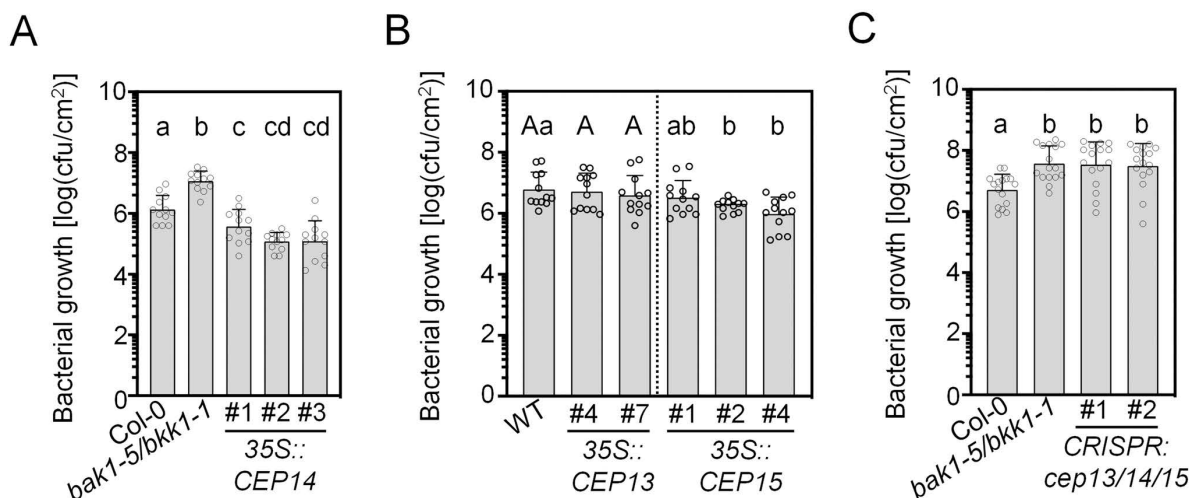 A
Bacterial growth [log(cfu/cm²)]
10
8
6
4
2
0
a b c cd cd
Col-0
bak1-5/bkk1-1
#1 #2 #3
35S::
CEP14
B
Bacterial growth [log(cfu/cm²)]
10
8
6
4
2
0
Aa A A ab b b
WT
#4 #7 #1 #2 #4
35S:: 35S::
CEP13 CEP15
C
Bacterial growth [log(cfu/cm²)]
10
8
6
4
2
0
a b b b
Col-0
bak1-5/bkk1-1
#1 #2
CRISPR:
cep13/14/15